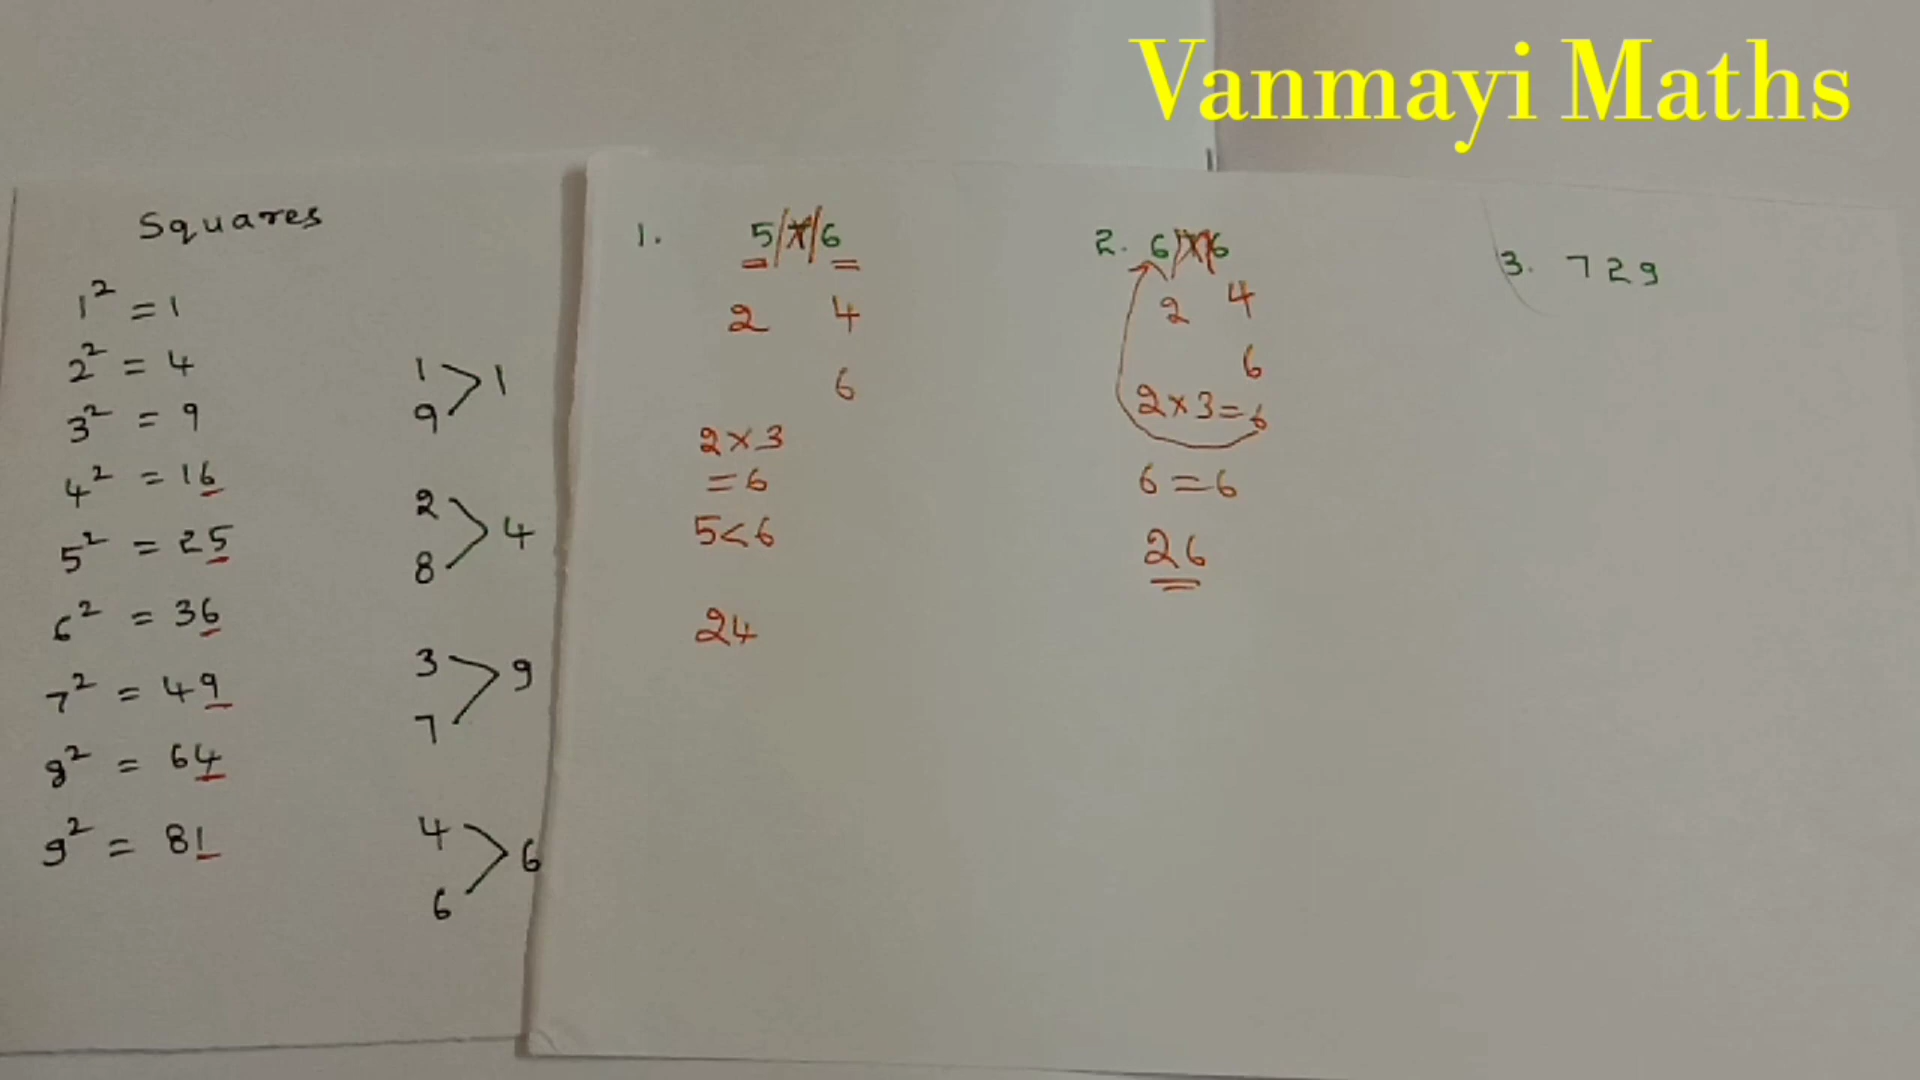 Vanmayi Maths
Squares
1² = 1
2² = 4
3² = 9
4² = 16
5² = 25
6² = 36
7² = 49
8² = 64
9² = 81
1
9 > 1
2
8 > 4
3
7 > 9
4
6 > 6
1. 5/7/6
2 4
6
2 × 3
= 6
5 < 6
24
2. 6/7/6
2 4
6
2 × 3 = 6
6 = 6
26
3. 729